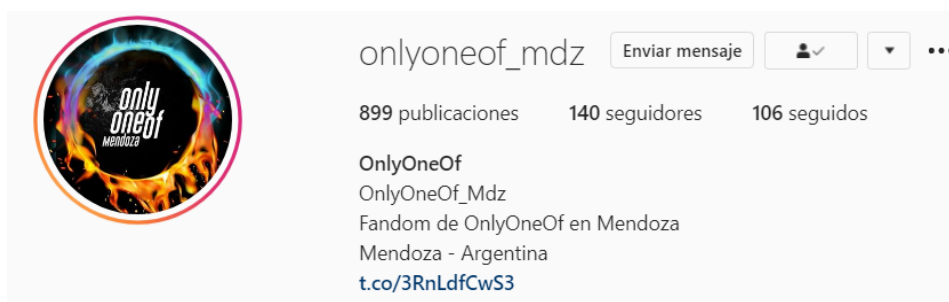 only
oneof
Mendoza
onlyoneof_mdz
Enviar mensaje
899 publicaciones 140 seguidores 106 seguidos
OnlyOneOf
OnlyOneOf_Mdz
Fandom de OnlyOneOf en Mendoza
Mendoza - Argentina
t.co/3RnLdfCwS3